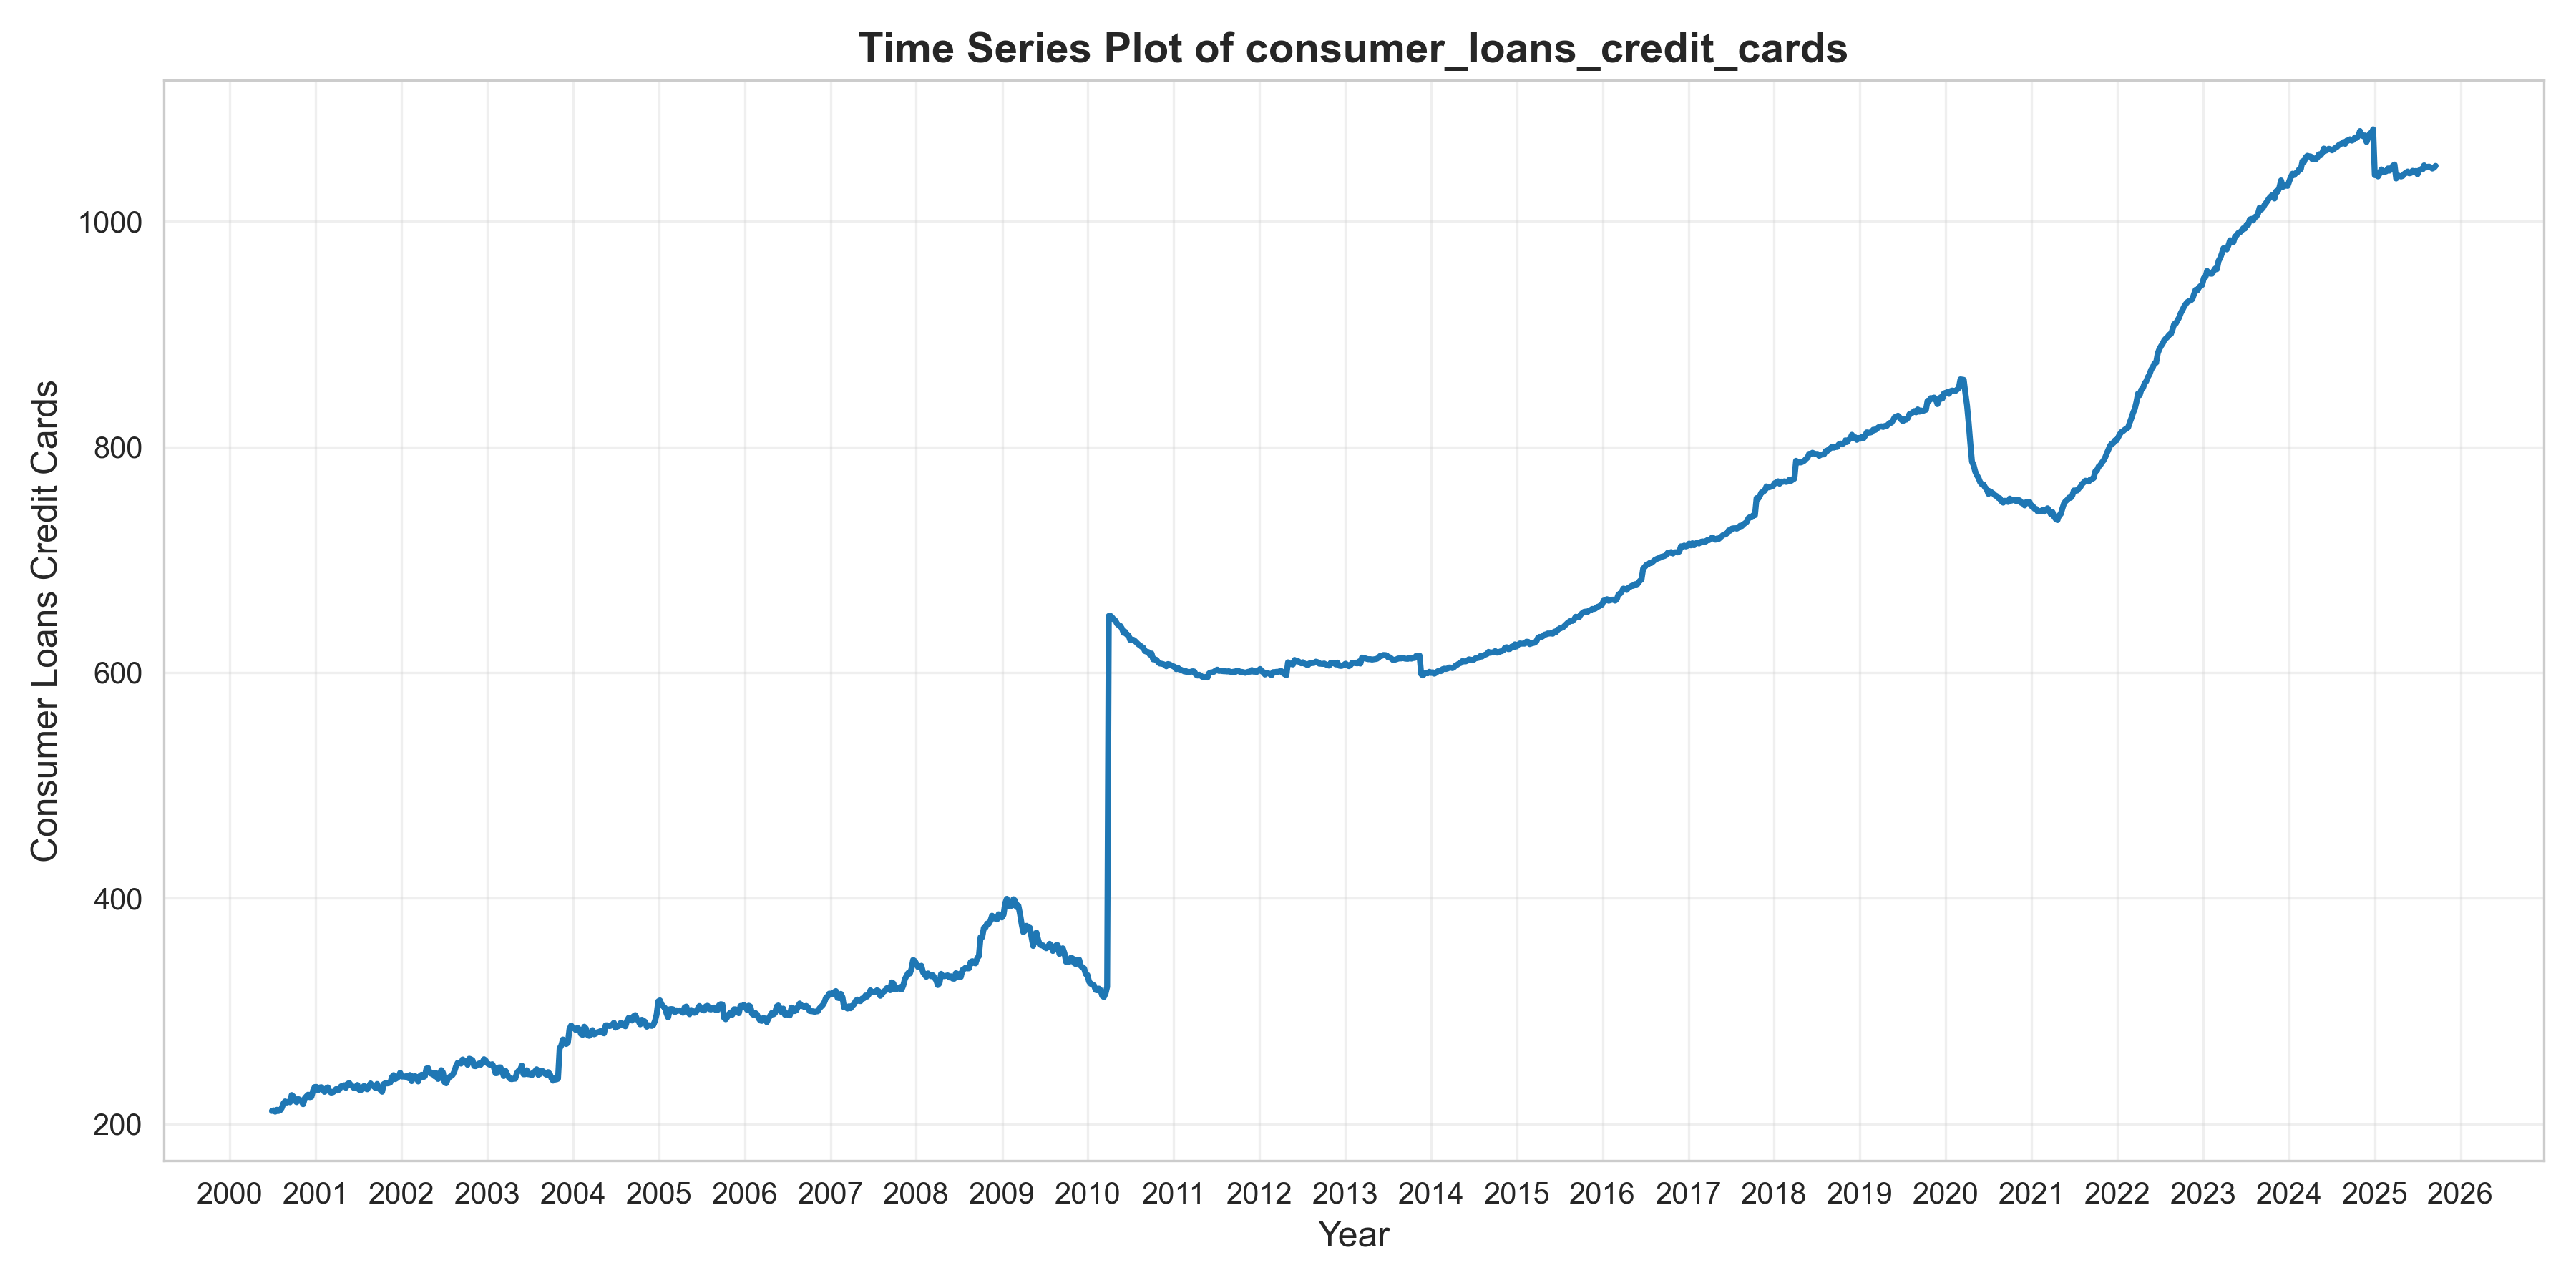 Time Series Plot of consumer_loans_credit_cards
Consumer Loans Credit Cards
1000
800
600
400
200
2000 2001 2002 2003 2004 2005 2006 2007 2008 2009 2010 2011 2012 2013 2014 2015 2016 2017 2018 2019 2020 2021 2022 2023 2024 2025 2026
Year